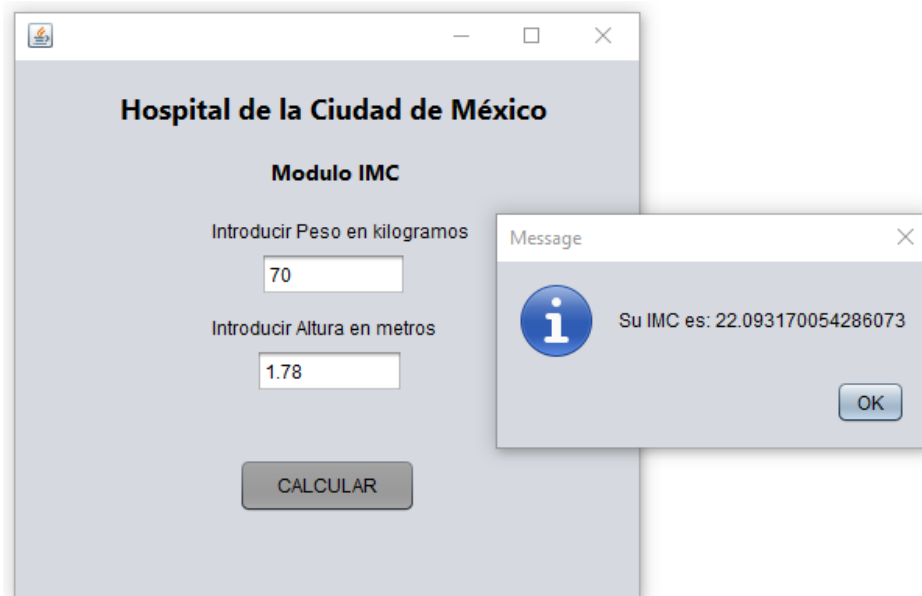 Hospital de la Ciudad de México
Modulo IMC
Introducir Peso en kilogramos
70
Introducir Altura en metros
1.78
CALCULAR
Message
Su IMC es: 22.093170054286073
OK